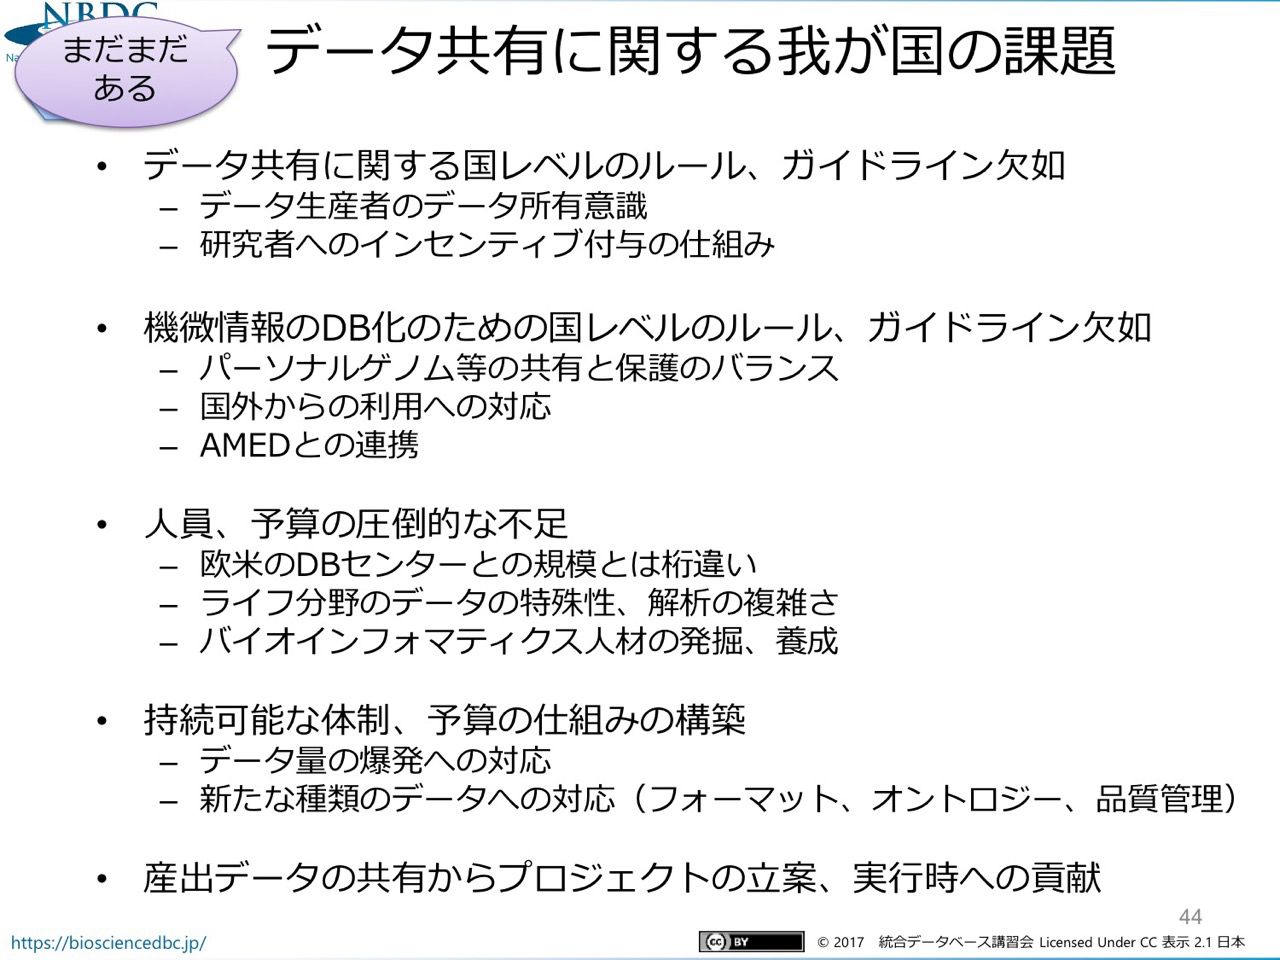 NBDC
まだまだ
ある
データ共有に関する我が国の課題
• データ共有に関する国レベルのルール、ガイドライン欠如
– データ生産者のデータ所有意識
– 研究者へのインセンティブ付与の仕組み
• 機微情報のDB化のための国レベルのルール、ガイドライン欠如
– パーソナルゲノム等の共有と保護のバランス
– 国外からの利用への対応
– AMEDとの連携
• 人員、予算の圧倒的な不足
– 欧米のDBセンターとの規模とは桁違い
– ライフ分野のデータの特殊性、解析の複雑さ
– バイオインフォマティクス人材の発掘、養成
• 持続可能な体制、予算の仕組みの構築
– データ量の爆発への対応
– 新たな種類のデータへの対応（フォーマット、オントロジー、品質管理）
• 産出データの共有からプロジェクトの立案、実行時への貢献
44
https://biosciencedbc.jp/
cc BY
© 2017 統合データベース講習会 Licensed Under CC 表示 2.1 日本